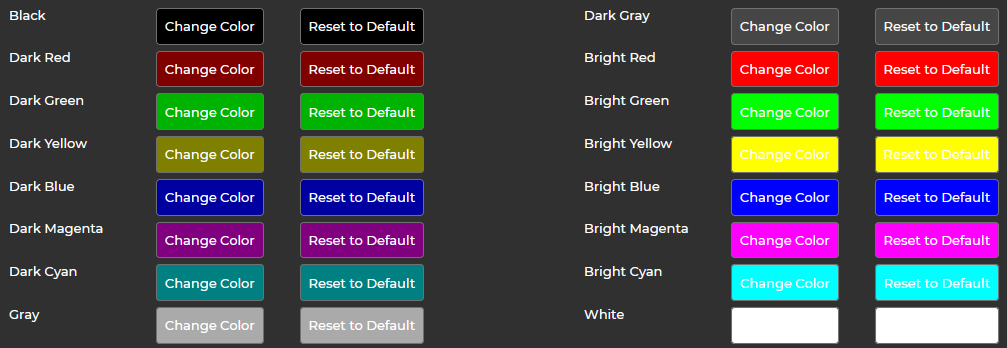 Black Change Color Reset to Default Dark Gray Change Color Reset to Default
Dark Red Change Color Reset to Default Bright Red Change Color Reset to Default
Dark Green Change Color Reset to Default Bright Green Change Color Reset to Default
Dark Yellow Change Color Reset to Default Bright Yellow Change Color Reset to Default
Dark Blue Change Color Reset to Default Bright Blue Change Color Reset to Default
Dark Magenta Change Color Reset to Default Bright Magenta Change Color Reset to Default
Dark Cyan Change Color Reset to Default Bright Cyan Change Color Reset to Default
Gray Change Color Reset to Default White